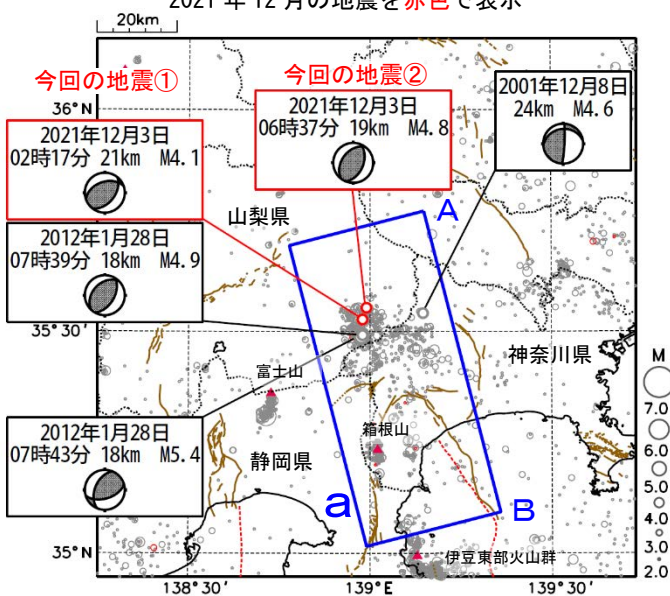 2021 年 12 月の地震を赤色で表示
20km
今回の地震①
今回の地震②
2021年12月3日
06時37分 19km M4.8
2001年12月8日
24km M4.6
36°N
2021年12月3日
02時17分 21km M4.1
山梨県
A
2012年1月28日
07時39分 18km M4.9
35°30′
神奈川県
富士山
M
7.0
6.0
5.0
4.0
3.0
2.0
箱根山
2012年1月28日
07時43分 18km M5.4
静岡県
a
B
35°N
伊豆東部火山群
138°30′
139°E
139°30′